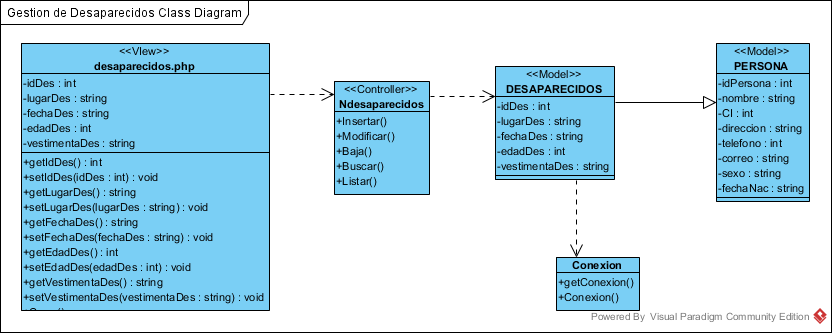 Gestion de Desaparecidos Class Diagram
<<VIew>>
desaparecidos.php
-idDes : int
-lugarDes : string
-fechaDes : string
-edadDes : int
-vestimentaDes : string
+getIdDes() : int
+setIdDes(idDes : int) : void
+getLugarDes() : string
+setLugarDes(lugarDes : string) : void
+getFechaDes() : string
+setFechaDes(fechaDes : string) : void
+getEdadDes() : int
+setEdadDes(edadDes : int) : void
+getVestimentaDes() : string
+setVestimentaDes(vestimentaDes : string) : void
<<Controller>>
Ndesaparecidos
+Insertar()
+Modificar()
+Baja()
+Buscar()
+Listar()
<<Model>>
DESAPARECIDOS
-idDes : int
-lugarDes : string
-fechaDes : string
-edadDes : int
-vestimentaDes : string
<<Model>>
PERSONA
-idPersona : int
-nombre : string
-CI : int
-direccion : string
-telefono : int
-correo : string
-sexo : string
-fechaNac : string
Conexion
+getConexion()
+Conexion()
Powered By Visual Paradigm Community Edition